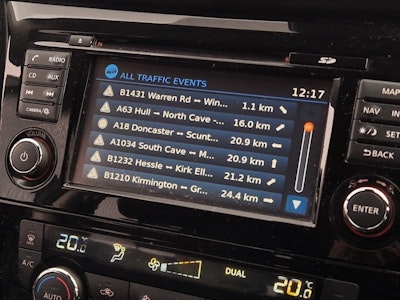 RADIO
SD
ALL TRAFFIC EVENTS 12:17
CD AUX
MAP
B1431 Warren Rd ↔ Win... 1.1 km
A63 Hull → North Cave -... 16.0 km
NAV IN
CAMERA
A18 Doncaster ↔ Scunt... 20.9 km
SET
A1034 South Cave ↔ M... 20.9 km
BACK
B1232 Hessle ↔ Kirk Ell... 21.2 km
B1210 Kirmington ↔ Gr... 24.4 km
ENTER
A/C
20.0
DUAL
20.0°C
AUTO